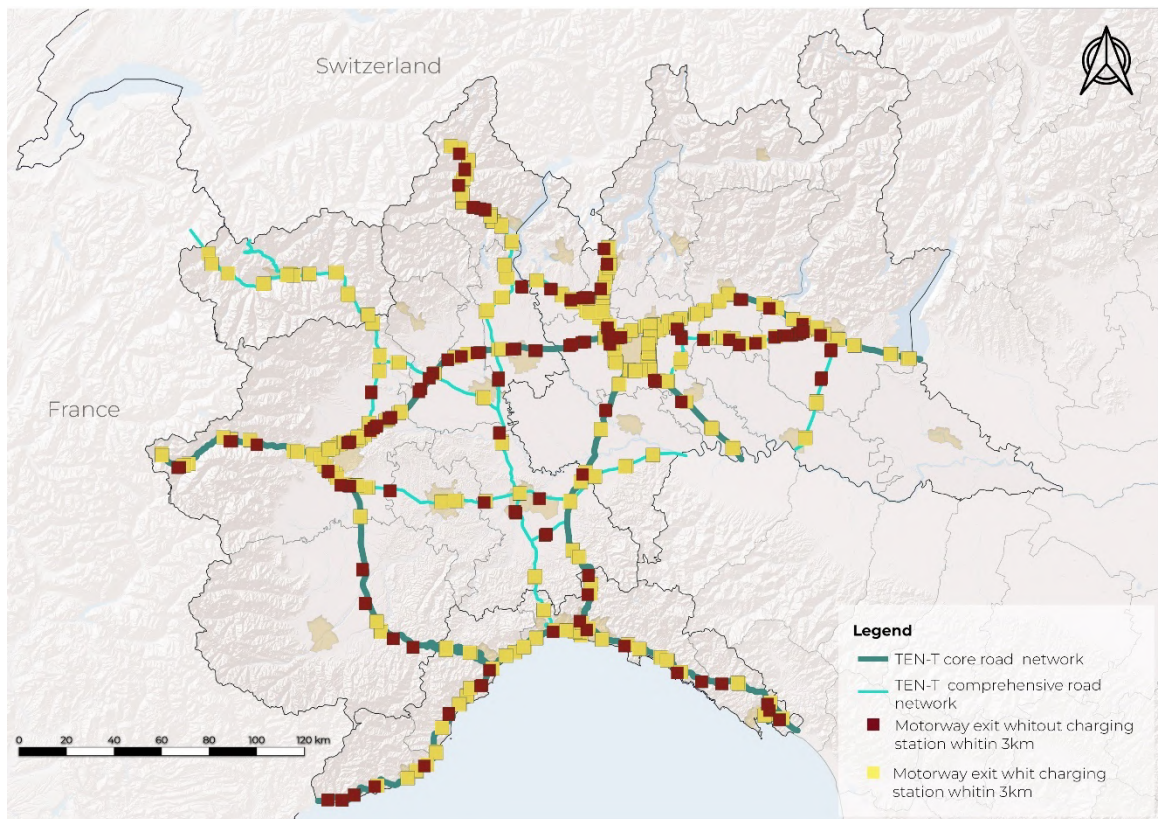 Switzerland
France
Legend
TEN-T core road network
TEN-T comprehensive road
network
Motorway exit whitout charging
station whitin 3km
Motorway exit whit charging
station whitin 3km
0 20 40 60 80 100 120 km